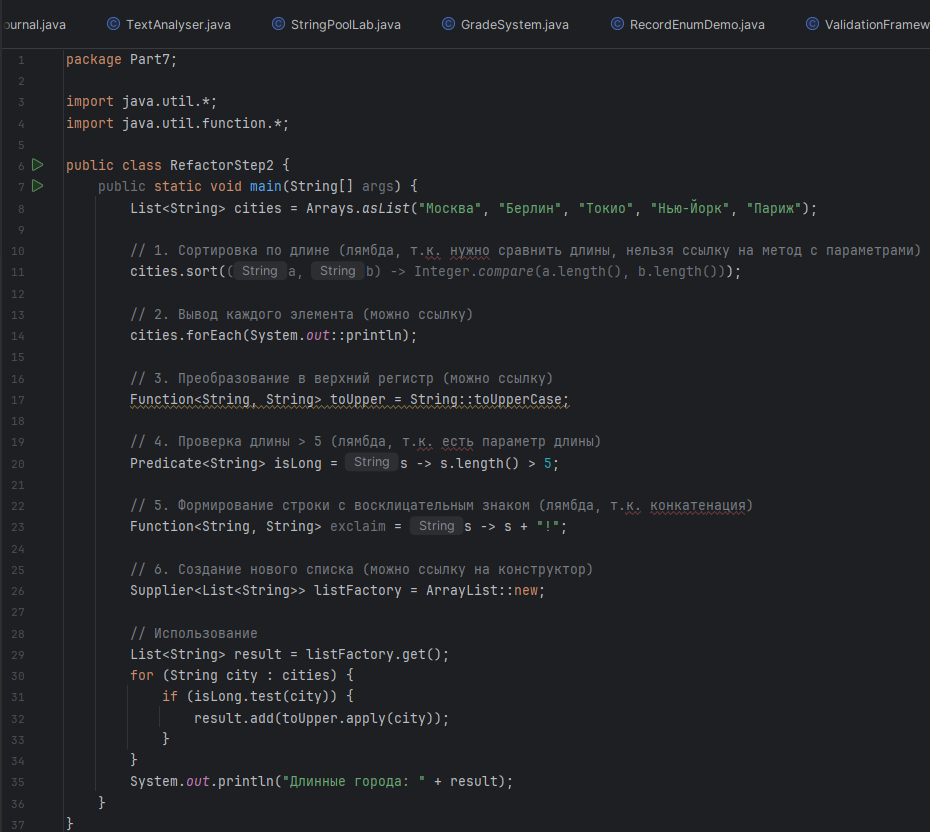 ournal.java TextAnalyser.java StringPoolLab.java GradeSystem.java RecordEnumDemo.java ValidationFramew
1 package Part7;
2
3 import java.util.*;
4 import java.util.function.*;
5
6 public class RefactorStep2 {
7 public static void main(String[] args) {
8 List<String> cities = Arrays.asList("Москва", "Берлин", "Токио", "Нью-Йорк", "Париж");
9
10 // 1. Сортировка по длине (лямбда, т.к. нужно сравнить длины, нельзя ссылку на метод с параметрами)
11 cities.sort(( String a, String b) -> Integer.compare(a.length(), b.length()));
12
13 // 2. Вывод каждого элемента (можно ссылку)
14 cities.forEach(System.out::println);
15
16 // 3. Преобразование в верхний регистр (можно ссылку)
17 Function<String, String> toUpper = String::toUpperCase;
18
19 // 4. Проверка длины > 5 (лямбда, т.к. есть параметр длины)
20 Predicate<String> isLong = String s -> s.length() > 5;
21
22 // 5. Формирование строки с восклицательным знаком (лямбда, т.к. конкатенация)
23 Function<String, String> exclaim = String s -> s + "!";
24
25 // 6. Создание нового списка (можно ссылку на конструктор)
26 Supplier<List<String>> listFactory = ArrayList::new;
27
28 // Использование
29 List<String> result = listFactory.get();
30 for (String city : cities) {
31 if (isLong.test(city)) {
32 result.add(toUpper.apply(city));
33 }
34 }
35 System.out.println("Длинные города: " + result);
36 }
37 }